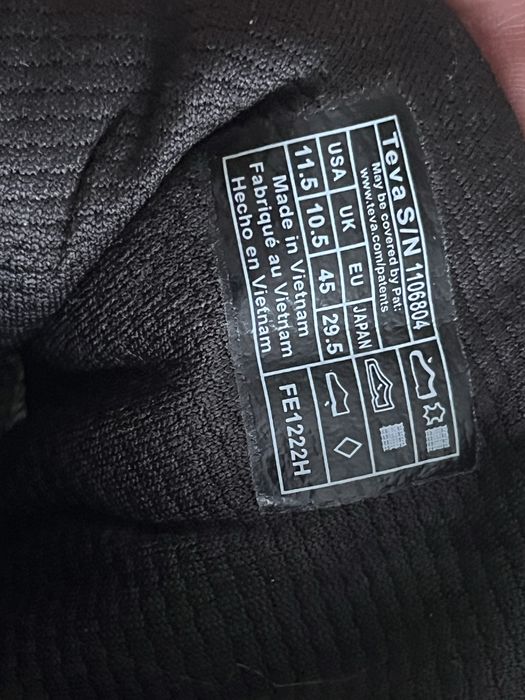 Teva S/N 1106804
May be covered by Pat:
www.teva.com/patents
USA UK EU JAPAN
11.5 10.5 45 29.5
Made in Vietnam
Fabriqué au Vietnam
Hecho en Vietnam
FE1222H